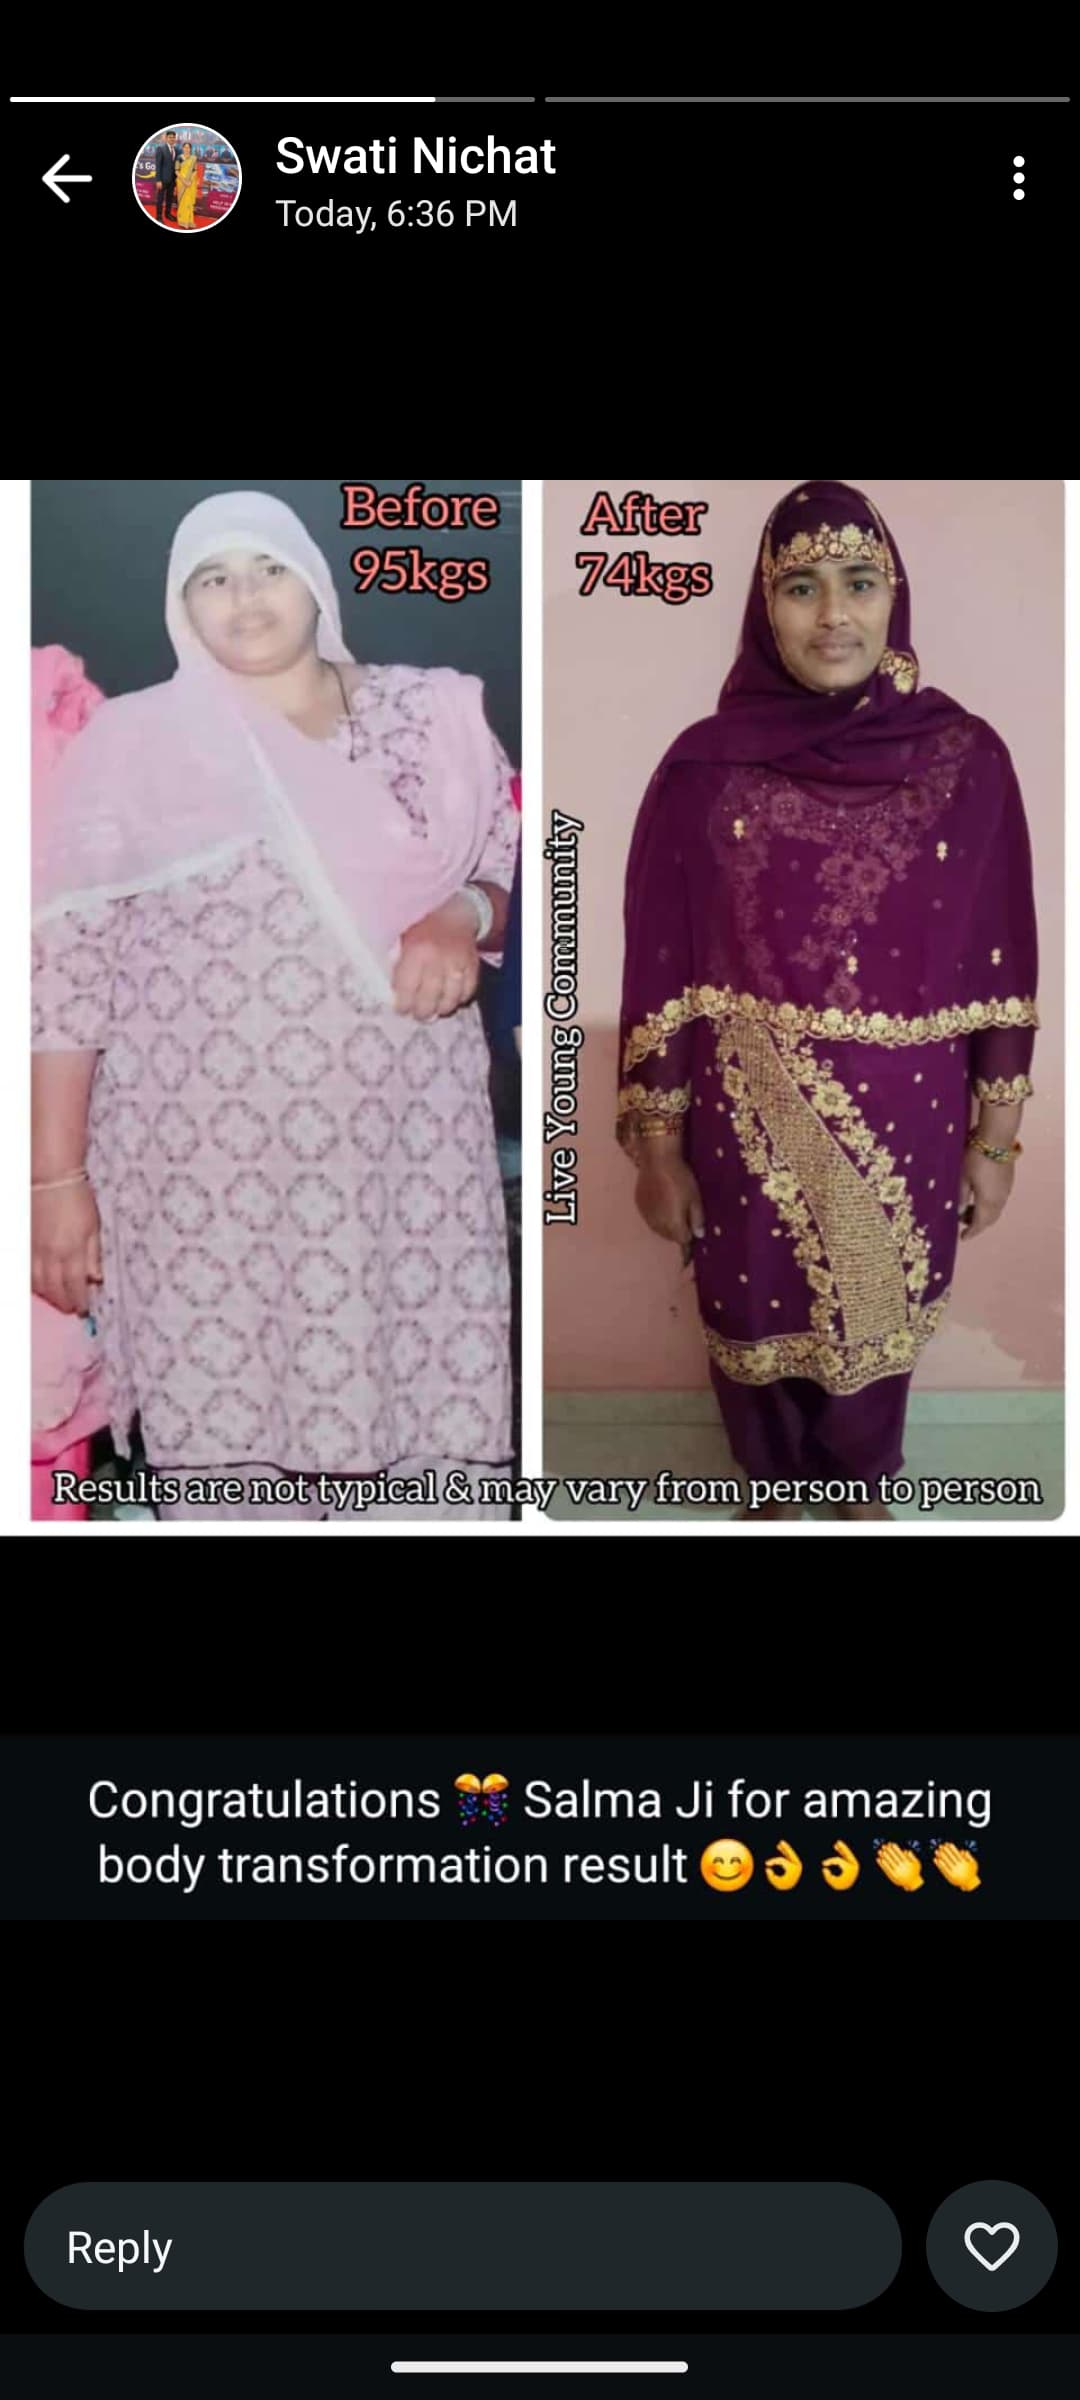 Swati Nichat
Today, 6:36 PM
Before
95kgs
After
74kgs
Live Young Community
Results are not typical & may vary from person to person
Congratulations 🎊 Salma Ji for amazing
body transformation result 😊👌👌👏👏
Reply